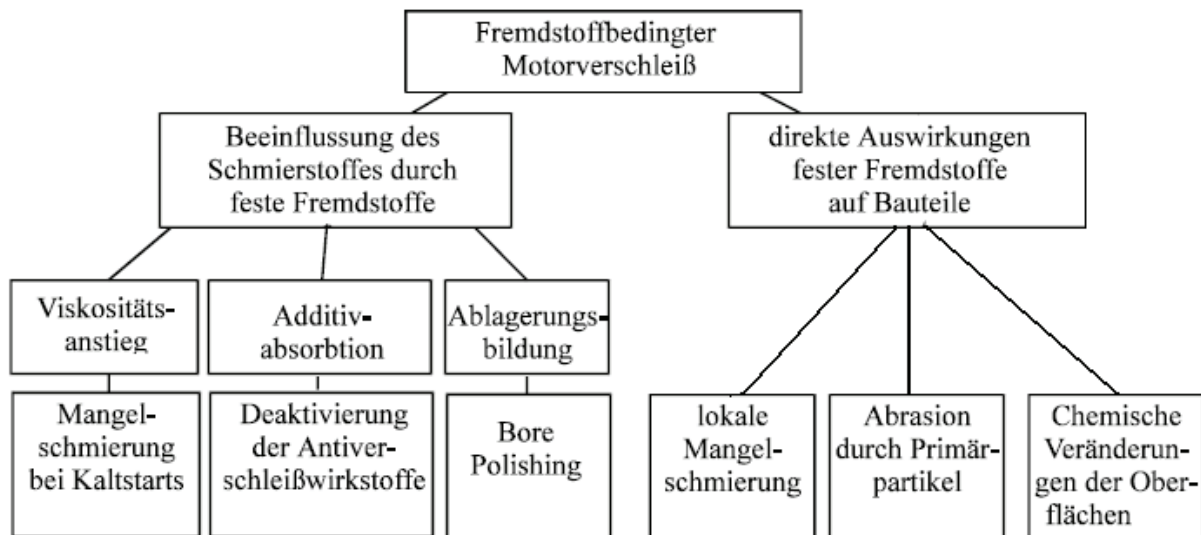 Fremdstoffbedingter
Motorverschleiß
Beeinflussung des
Schmierstoffes durch
feste Fremdstoffe
direkte Auswirkungen
fester Fremdstoffe
auf Bauteile
Viskositäts-
anstieg
Additiv-
absorbtion
Ablagerungs-
bildung
Mangel-
schmierung
bei Kaltstarts
Deaktivierung
der Antiver-
schleißwirkstoffe
Bore
Polishing
lokale
Mangel-
schmierung
Abrasion
durch Primär-
partikel
Chemische
Veränderun-
gen der Ober-
flächen